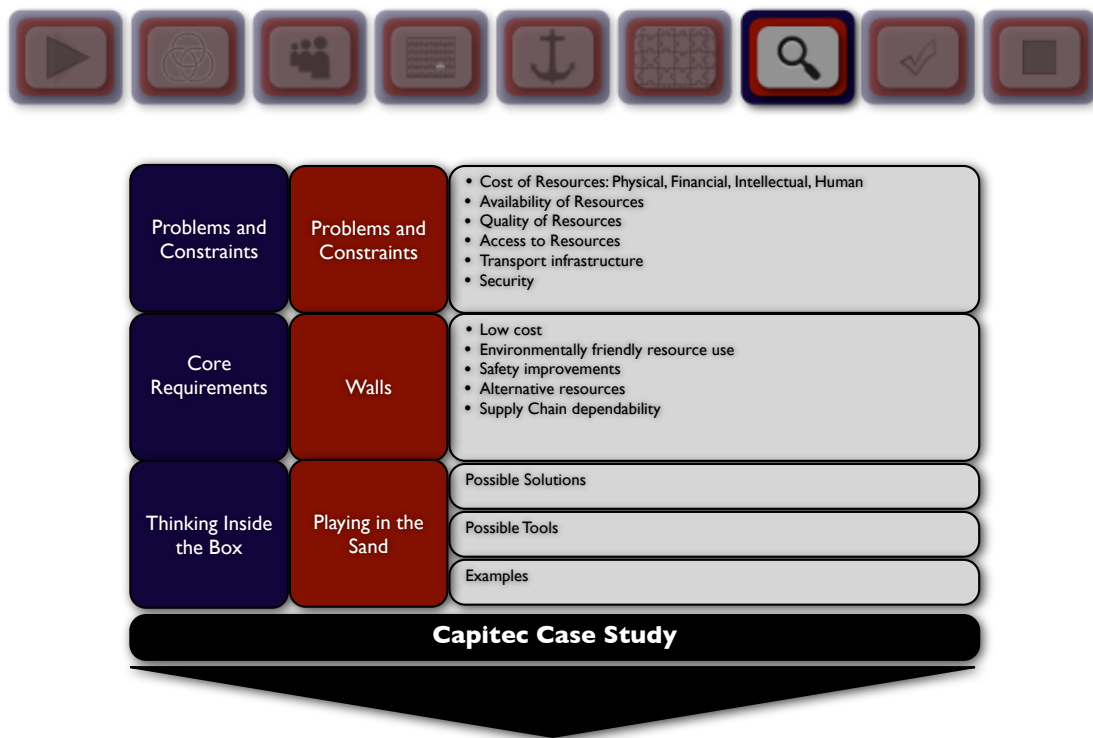 Problems and
Constraints
Problems and
Constraints
• Cost of Resources: Physical, Financial, Intellectual, Human
• Availability of Resources
• Quality of Resources
• Access to Resources
• Transport infrastructure
• Security
Core
Requirements
Walls
• Low cost
• Environmentally friendly resource use
• Safety improvements
• Alternative resources
• Supply Chain dependability
Thinking Inside
the Box
Playing in the
Sand
Possible Solutions
Possible Tools
Examples
Capitec Case Study